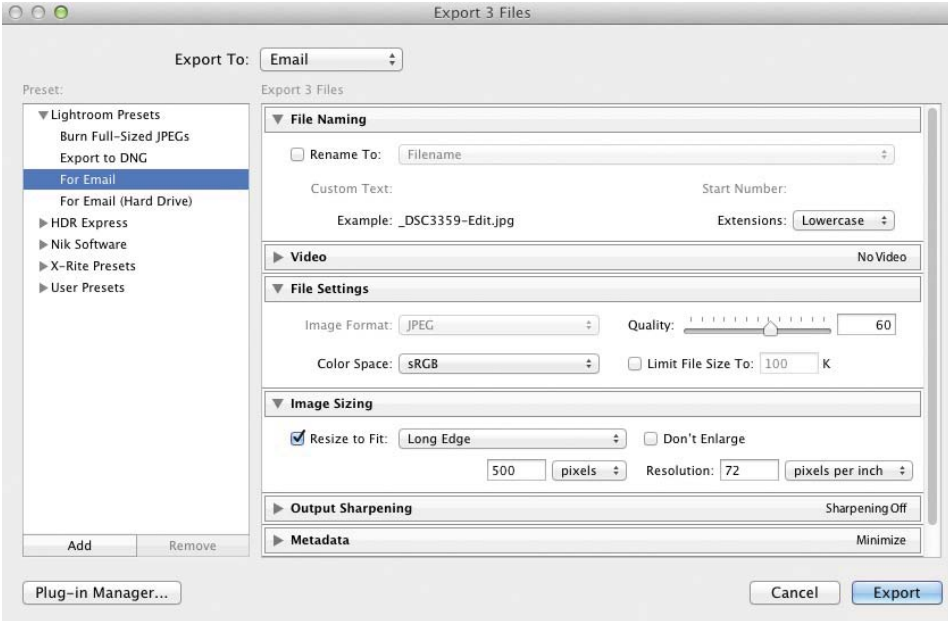 Export 3 Files
Export To: Email
Preset:
Lightroom Presets
Burn Full-Sized JPEGs
Export to DNG
For Email
For Email (Hard Drive)
HDR Express
Nik Software
X-Rite Presets
User Presets
Add Remove
Export 3 Files
File Naming
Rename To: Filename
Custom Text: Start Number:
Example: _DSC3359-Edit.jpg Extensions: Lowercase
Video No Video
File Settings
Image Format: JPEG Quality: 60
Color Space: sRGB Limit File Size To: 100 K
Image Sizing
Resize to Fit: Long Edge Don't Enlarge
500 pixels Resolution: 72 pixels per inch
Output Sharpening Sharpening Off
Metadata Minimize
Plug-in Manager... Cancel Export